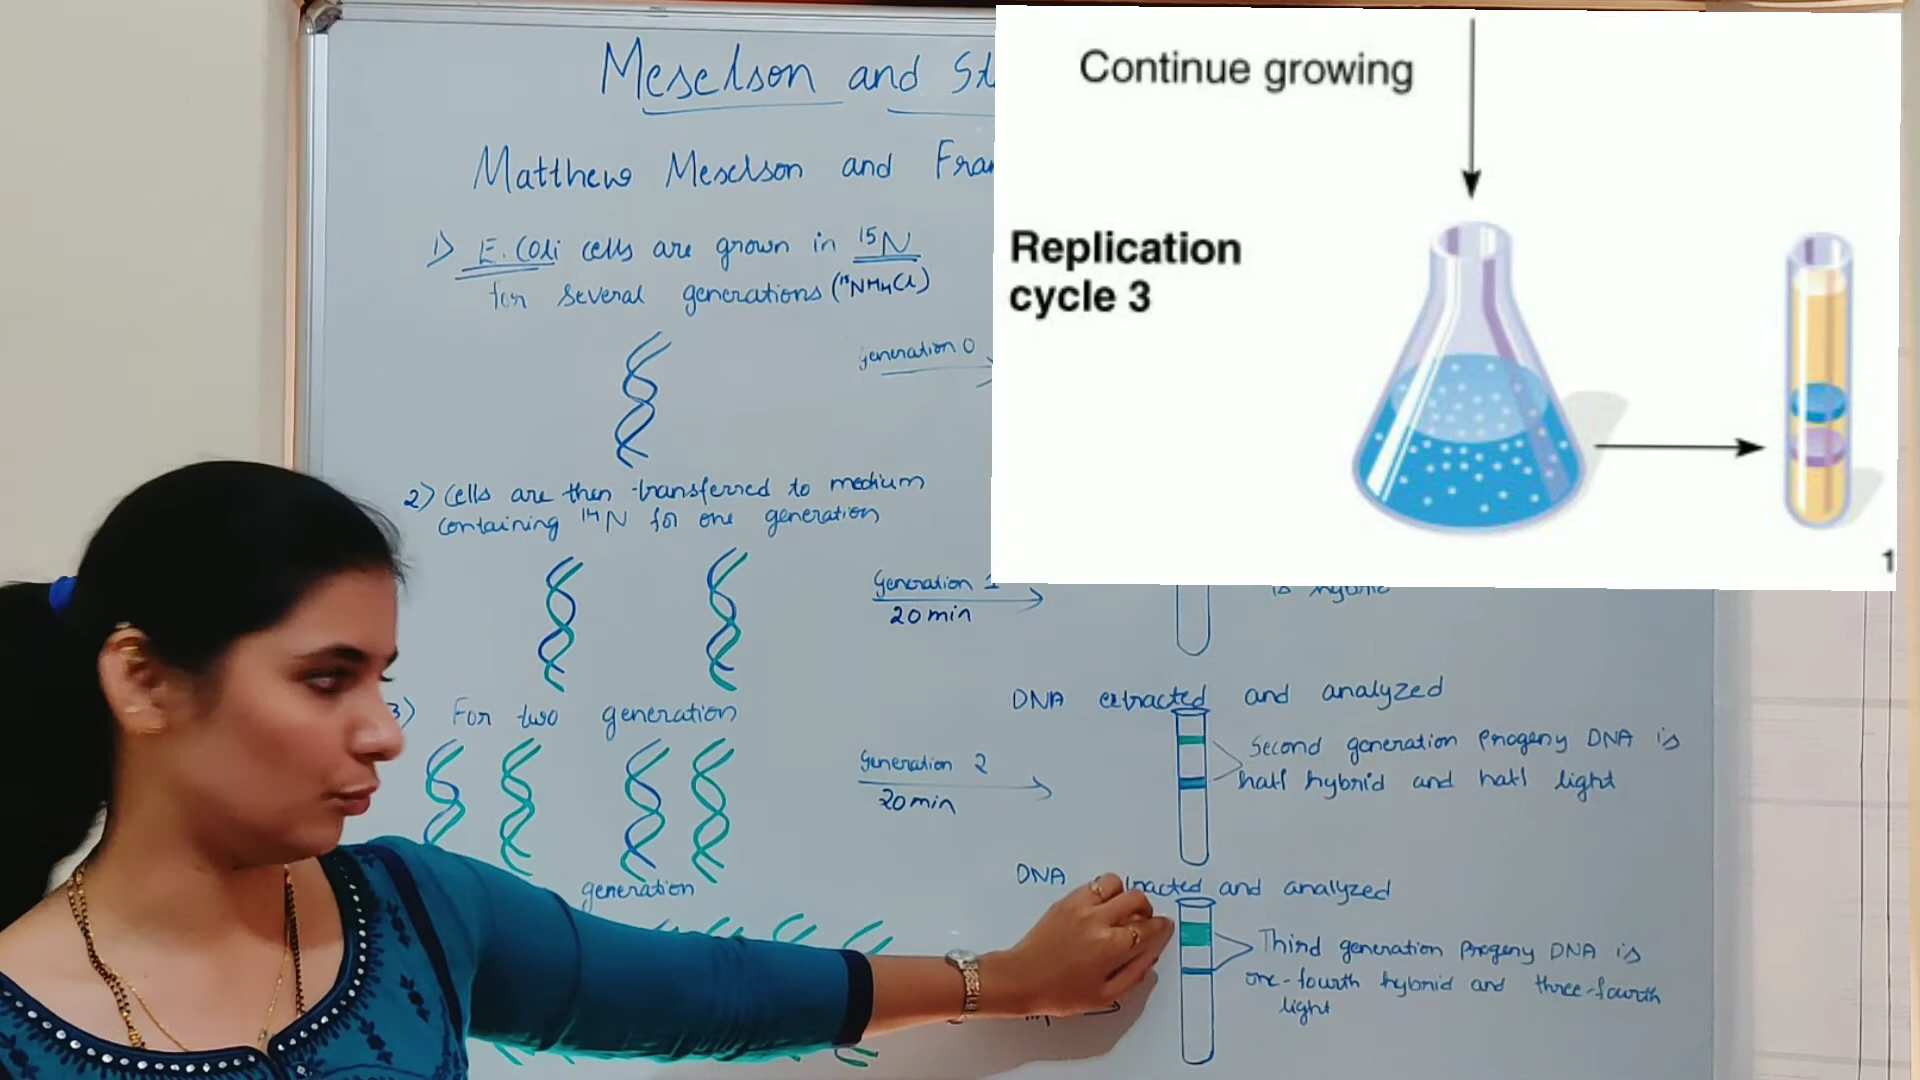 Meselson and St
Matthew Meselson and Fran
1) E.Coli cells are grown in ¹⁵N
for several generations (¹⁵NH₄Cl)
generation 0
2) Cells are then transferred to medium
containing ¹⁴N for one generation
Generation 1
20 min
is hybrid
3) For two generation
Generation 2
20 min
DNA extracted and analyzed
Second generation Progeny DNA is
half hybrid and half light
generation
DNA extracted and analyzed
Third generation Progeny DNA is
one-fourth hybrid and three-fourth
light
Continue growing
Replication
cycle 3
1